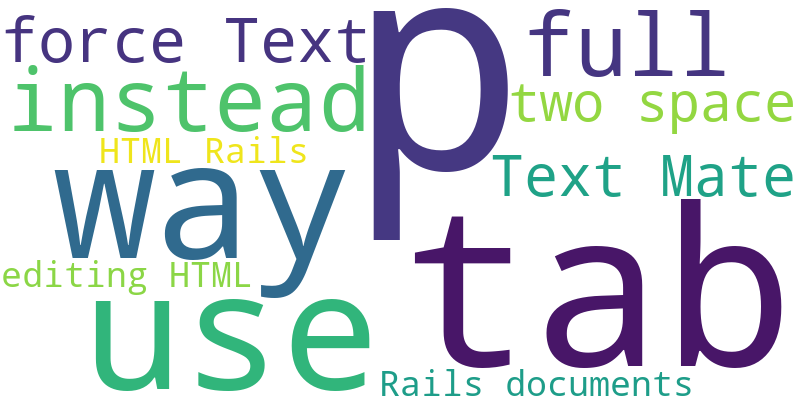 force Text
p
full
instead
two space
HTML Rails
way
Text Mate
tab
editing HTML
use
Rails documents